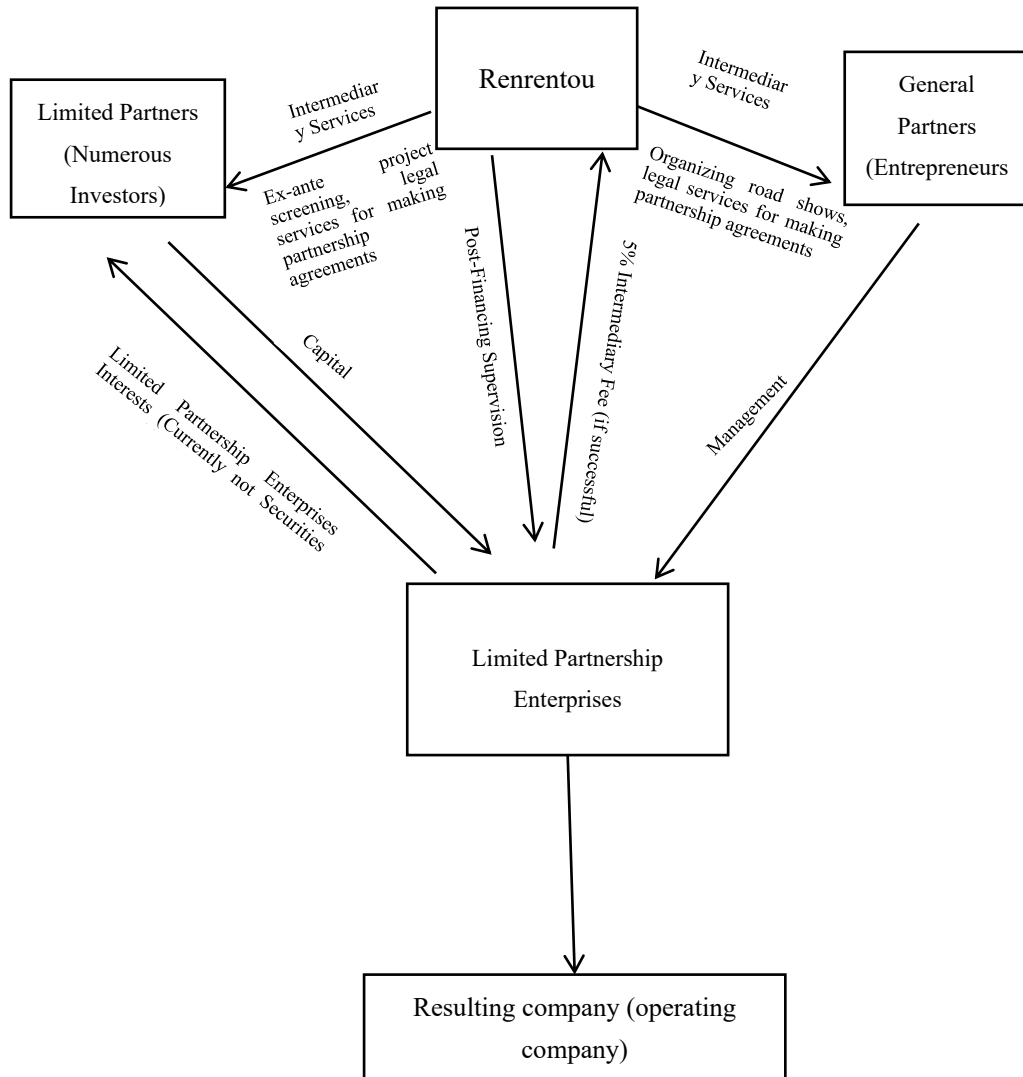 Renrentou
Limited Partners
(Numerous
Investors)
Intermediar
y Services
Intermediar
y Services
General
Partners
(Entrepreneurs
Ex-ante project
screening, legal
services for making
partnership
agreements
Organizing road shows,
legal services for making
partnership agreements
Post-Financing Supervision
5% Intermediary Fee (if successful)
Capital
Limited Partnership Enterprises
Interests (Currently not Securities
Management
Limited Partnership
Enterprises
Resulting company (operating
company)